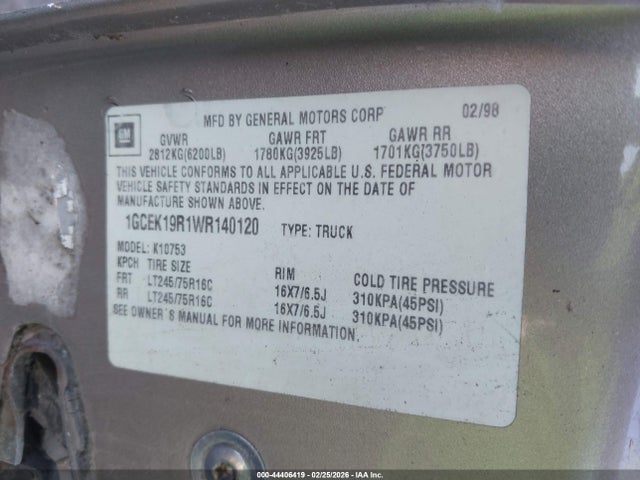 MFD BY GENERAL MOTORS CORP 02/98
GM
GVWR GAWR FRT GAWR RR
2812KG(6200LB) 1780KG(3925LB) 1701KG(3750LB)
THIS VEHICLE CONFORMS TO ALL APPLICABLE U.S. FEDERAL MOTOR
VEHICLE SAFETY STANDARDS IN EFFECT ON THE DATE OF
MANUFACTURE SHOWN ABOVE.
1GCEK19R1WR140120 TYPE: TRUCK
MODEL: K10753
KPCH TIRE SIZE RIM COLD TIRE PRESSURE
FRT LT245/75R16C 16X7/6.5J 310KPA(45PSI)
RR LT245/75R16C 16X7/6.5J 310KPA(45PSI)
SEE OWNER'S MANUAL FOR MORE INFORMATION.
000-44406419 - 02/25/2026 - IAA Inc.